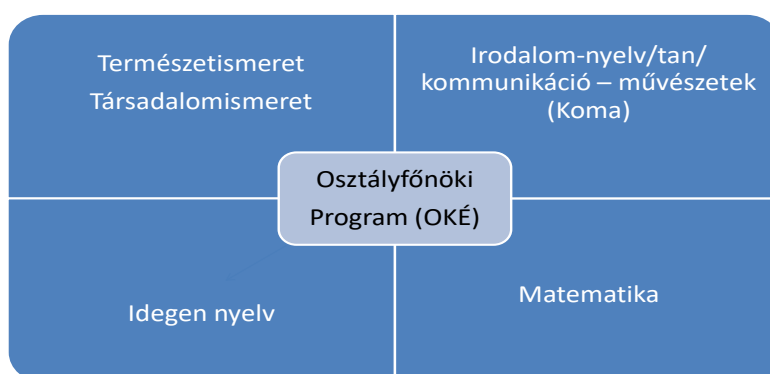 Természetismeret
Társadalomismeret
Irodalom-nyelv/tan/
kommunikáció – művészetek
(Koma)
Osztályfőnöki
Program (OKÉ)
Idegen nyelv
Matematika